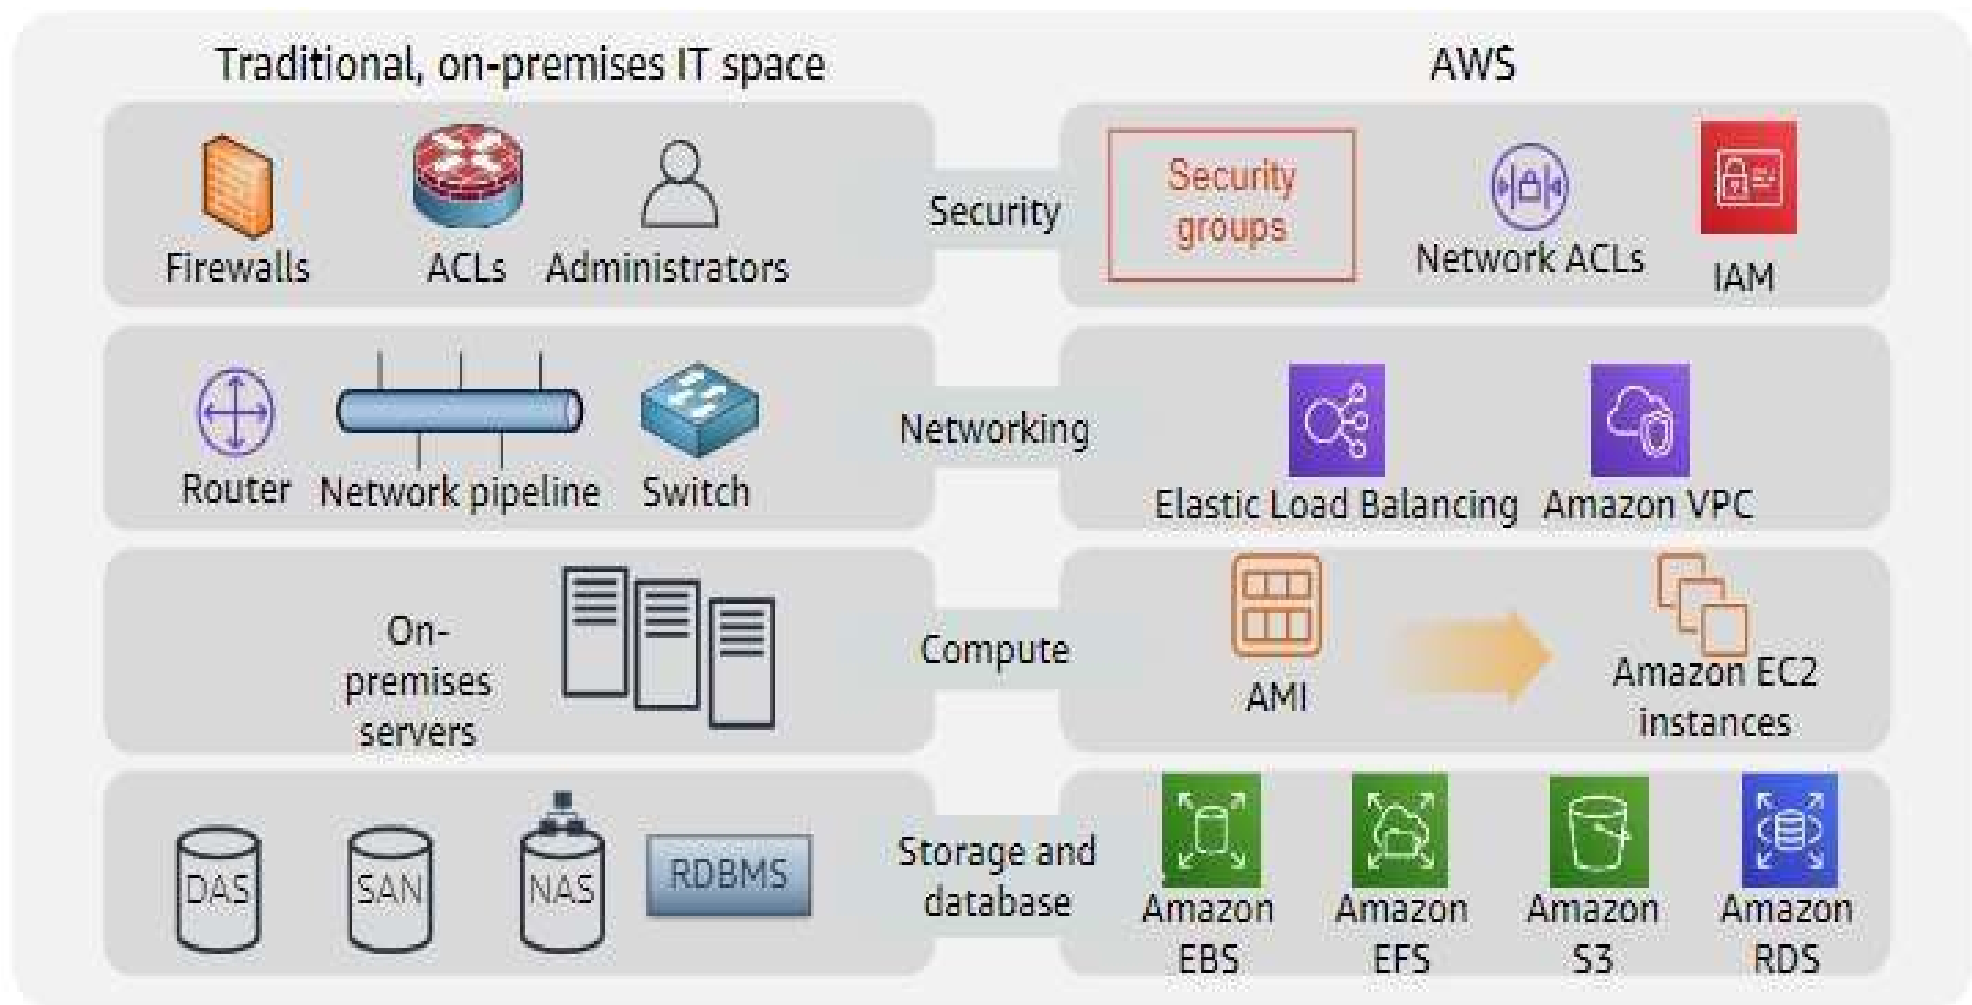 Traditional, on-premises IT space
AWS
Firewalls
ACLs
Administrators
Security
Security
groups
Network ACLs
IAM
Router
Network pipeline
Switch
Networking
Elastic Load Balancing
Amazon VPC
On-
premises
servers
Compute
AMI
Amazon EC2
instances
DAS
SAN
NAS
RDBMS
Storage and
database
Amazon
EBS
Amazon
EFS
Amazon
S3
Amazon
RDS